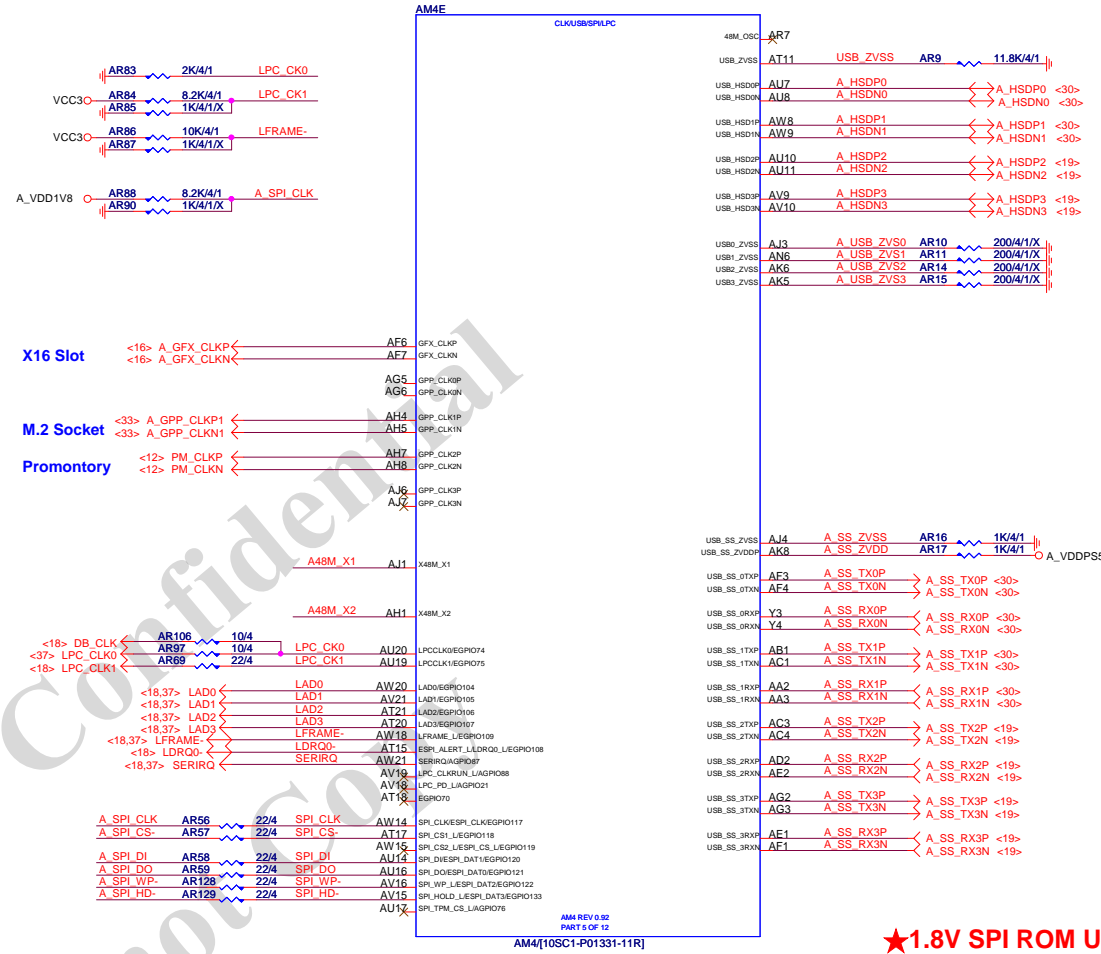 AM4E
CLK/USB/SPI/LPC
AR83 2K/4/1 LPC_CK0
VCC3 AR84 8.2K/4/1 LPC_CK1
AR85 1K/4/1/X
VCC3 AR86 10K/4/1 LFRAME-
AR87 1K/4/1/X
A_VDD1V8 AR88 8.2K/4/1 A_SPI_CLK
AR90 1K/4/1/X
X16 Slot
<16> A_GFX_CLKP AF6 GFX_CLKP
<16> A_GFX_CLKN AF7 GFX_CLKN
AG5 GPP_CLK0P
AG6 GPP_CLK0N
M.2 Socket
<33> A_GPP_CLKP1 AH4 GPP_CLK1P
<33> A_GPP_CLKN1 AH5 GPP_CLK1N
Promontory
<12> PM_CLKP AH7 GPP_CLK2P
<12> PM_CLKN AH8 GPP_CLK2N
AJ6 GPP_CLK3P
AJ7 GPP_CLK3N
A48M_X1 AJ1 X48M_X1
A48M_X2 AH1 X48M_X2
<18> DB_CLK AR106 10/4
<37> LPC_CLK0 AR97 10/4 LPC_CK0 AU20 LPCCLK0/EGPIO74
<18> LPC_CLK1 AR69 22/4 LPC_CK1 AU19 LPCCLK1/EGPIO75
<18,37> LAD0 LAD0 AW20 LAD0/EGPIO104
<18,37> LAD1 LAD1 AV21 LAD1/EGPIO105
<18,37> LAD2 LAD2 AT21 LAD2/EGPIO106
<18,37> LAD3 LAD3 AT20 LAD3/EGPIO107
<18,37> LFRAME- LFRAME- AW18 LFRAME_L/EGPIO109
<18> LDRQ0- LDRQ0- AT15 ESPI_ALERT_L/LDRQ0_L/EGPIO108
<18,37> SERIRQ SERIRQ AW21 SERIRQ/AGPIO87
AV19 LPC_CLKRUN_L/AGPIO88
AV18 LPC_PD_L/AGPIO21
AT18 EGPIO70
A_SPI_CLK AR56 22/4 SPI_CLK AW14 SPI_CLK/ESPI_CLK/EGPIO117
A_SPI_CS- AR57 22/4 SPI_CS- AT17 SPI_CS1_L/EGPIO118
AW15 SPI_CS2_L/ESPI_CS_L/EGPIO119
A_SPI_DI AR58 22/4 SPI_DI AU14 SPI_DI/ESPI_DAT1/EGPIO120
A_SPI_DO AR59 22/4 SPI_DO AU16 SPI_DO/ESPI_DAT0/EGPIO121
A_SPI_WP- AR128 22/4 SPI_WP- AV16 SPI_WP_L/ESPI_DAT2/EGPIO122
A_SPI_HD- AR129 22/4 SPI_HD- AV15 SPI_HOLD_L/ESPI_DAT3/EGPIO133
AU17 SPI_TPM_CS_L/AGPIO76
48M_OSC AR7
USB_ZVSS AT11 USB_ZVSS AR9 11.8K/4/1
USB_HSD0P AU7 A_HSDP0 A_HSDP0 <30>
USB_HSD0N AU8 A_HSDN0 A_HSDN0 <30>
USB_HSD1P AW8 A_HSDP1 A_HSDP1 <30>
USB_HSD1N AW9 A_HSDN1 A_HSDN1 <30>
USB_HSD2P AU10 A_HSDP2 A_HSDP2 <19>
USB_HSD2N AU11 A_HSDN2 A_HSDN2 <19>
USB_HSD3P AV9 A_HSDP3 A_HSDP3 <19>
USB_HSD3N AV10 A_HSDN3 A_HSDN3 <19>
USB0_ZVSS AJ3 A_USB_ZVS0 AR10 200/4/1/X
USB1_ZVSS AN6 A_USB_ZVS1 AR11 200/4/1/X
USB2_ZVSS AK6 A_USB_ZVS2 AR14 200/4/1/X
USB3_ZVSS AK5 A_USB_ZVS3 AR15 200/4/1/X
USB_SS_ZVSS AJ4 A_SS_ZVSS AR16 1K/4/1
USB_SS_ZVDDP AK8 A_SS_ZVDD AR17 1K/4/1 A_VDDPS5
USB_SS_0TXP AF3 A_SS_TX0P A_SS_TX0P <30>
USB_SS_0TXN AF4 A_SS_TX0N A_SS_TX0N <30>
USB_SS_0RXP Y3 A_SS_RX0P A_SS_RX0P <30>
USB_SS_0RXN Y4 A_SS_RX0N A_SS_RX0N <30>
USB_SS_1TXP AB1 A_SS_TX1P A_SS_TX1P <30>
USB_SS_1TXN AC1 A_SS_TX1N A_SS_TX1N <30>
USB_SS_1RXP AA2 A_SS_RX1P A_SS_RX1P <30>
USB_SS_1RXN AA3 A_SS_RX1N A_SS_RX1N <30>
USB_SS_2TXP AC3 A_SS_TX2P A_SS_TX2P <19>
USB_SS_2TXN AC4 A_SS_TX2N A_SS_TX2N <19>
USB_SS_2RXP AD2 A_SS_RX2P A_SS_RX2P <19>
USB_SS_2RXN AE2 A_SS_RX2N A_SS_RX2N <19>
USB_SS_3TXP AG2 A_SS_TX3P A_SS_TX3P <19>
USB_SS_3TXN AG3 A_SS_TX3N A_SS_TX3N <19>
USB_SS_3RXP AE1 A_SS_RX3P A_SS_RX3P <19>
USB_SS_3RXN AF1 A_SS_RX3N A_SS_RX3N <19>
AM4 REV 0.92
PART 5 OF 12
AM4/[10SC1-P01331-11R]
★1.8V SPI ROM U
Confidential
not Copy